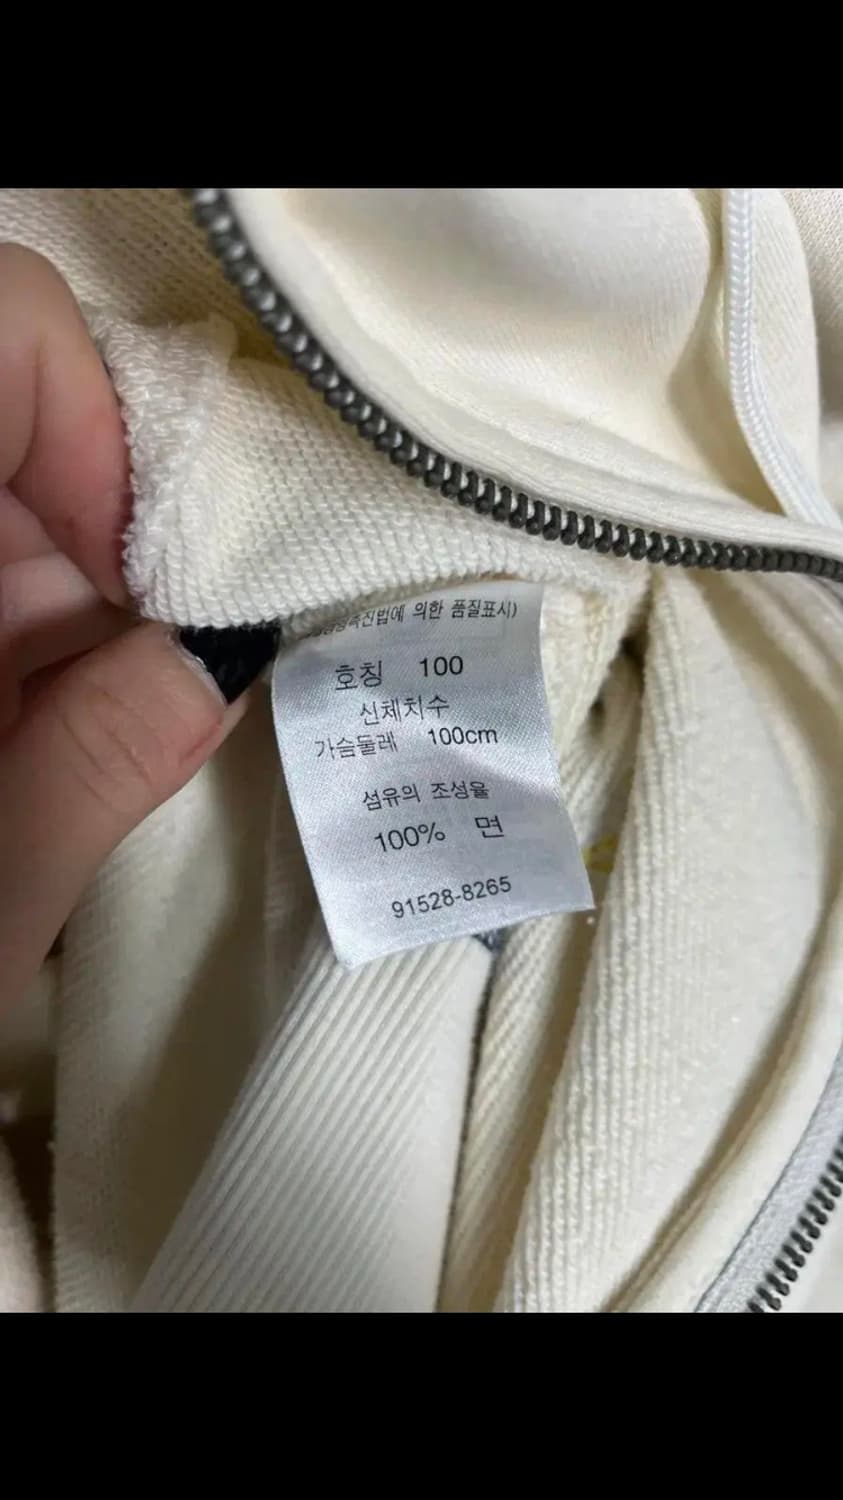 의한 품질표시)
호칭 100
신체치수
가슴둘레 100cm
섬유의 조성율
100% 면
91528-8265